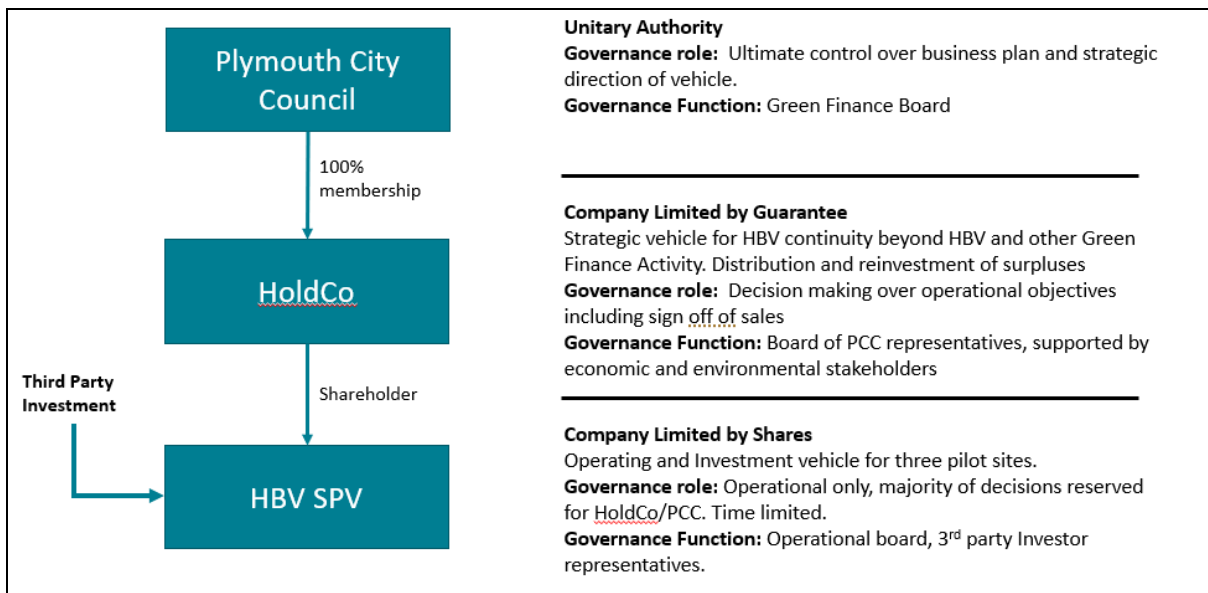 Plymouth City
Council
100%
membership
HoldCo
Shareholder
Third Party
Investment
HBV SPV
Unitary Authority
Governance role:  Ultimate control over business plan and strategic
direction of vehicle.
Governance Function: Green Finance Board
Company Limited by Guarantee
Strategic vehicle for HBV continuity beyond HBV and other Green
Finance Activity. Distribution and reinvestment of surpluses
Governance role:  Decision making over operational objectives
including sign off of sales
Governance Function: Board of PCC representatives, supported by
economic and environmental stakeholders
Company Limited by Shares
Operating and Investment vehicle for three pilot sites.
Governance role: Operational only, majority of decisions reserved
for HoldCo/PCC. Time limited.
Governance Function: Operational board, 3rd party Investor
representatives.